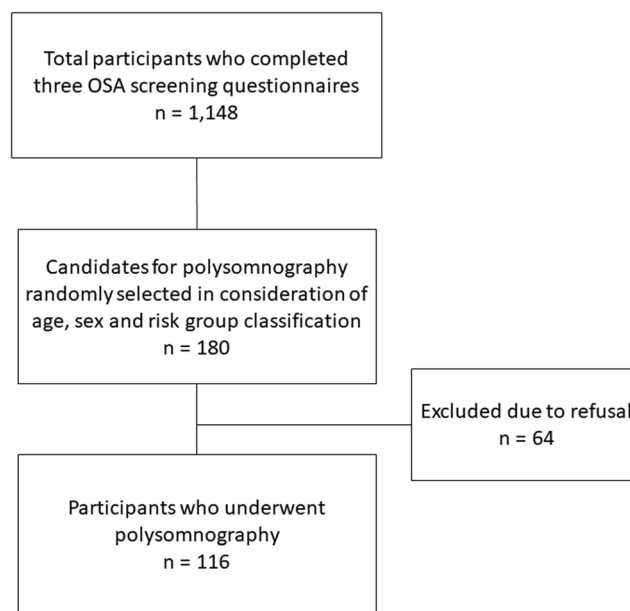 Total participants who completed
three OSA screening questionnaires
n = 1,148
Candidates for polysomnography
randomly selected in consideration of
age, sex and risk group classification
n = 180
Excluded due to refusal
n = 64
Participants who underwent
polysomnography
n = 116